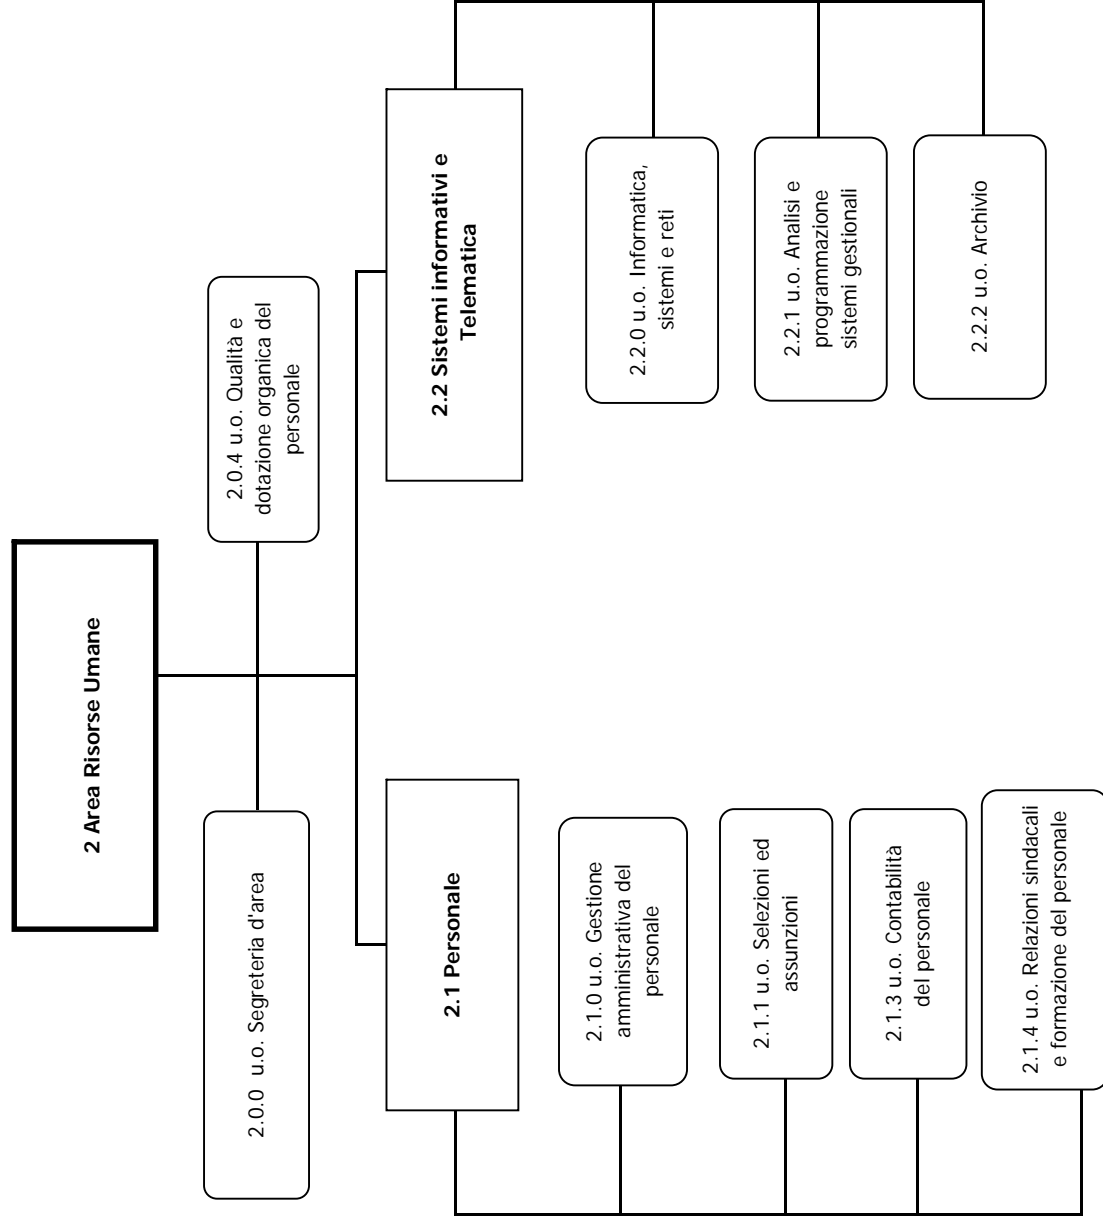 2 Area Risorse Umane
2.0.0 u.o. Segreteria d'area
2.0.4 u.o. Qualità e
dotazione organica del
personale
2.1 Personale
2.2 Sistemi informativi e
Telematica
2.1.0 u.o. Gestione
amministrativa del
personale
2.1.1 u.o. Selezioni ed
assunzioni
2.1.3 u.o. Contabilità
del personale
2.1.4 u.o. Relazioni sindacali
e formazione del personale
2.2.0 u.o. Informatica,
sistemi e reti
2.2.1 u.o. Analisi e
programmazione
sistemi gestionali
2.2.2 u.o. Archivio